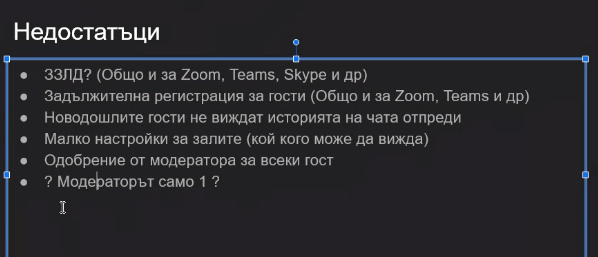 Недостатъци
● ЗЗЛД? (Общо и за Zoom, Teams, Skype и др)
● Задължителна регистрация за гости (Общо и за Zoom, Teams и др)
● Новодошлите гости не виждат историята на чата отпреди
● Малко настройки за залите (кой кого може да вижда)
● Одобрение от модератора за всеки гост
● ? Модераторът само 1 ?